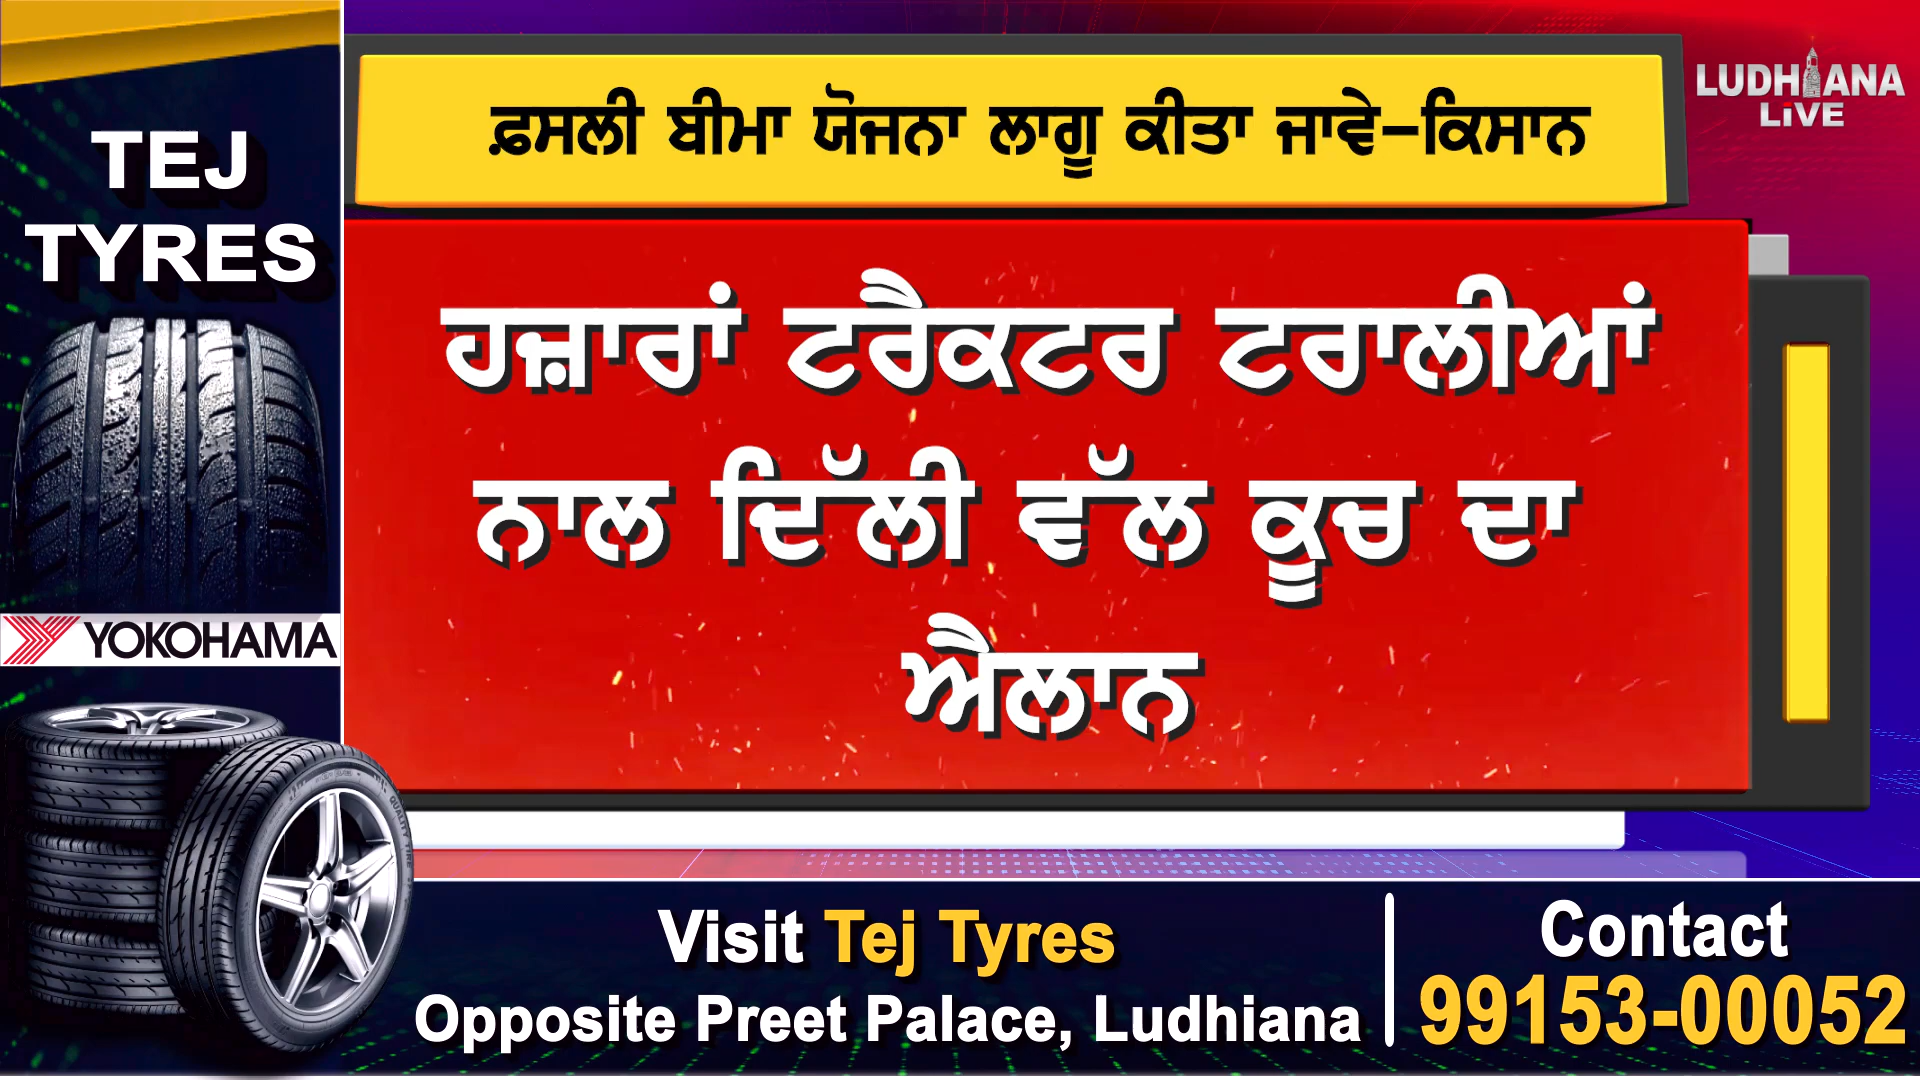 TEJ
TYRES
YOKOHAMA
ਫ਼ਸਲੀ ਬੀਮਾ ਯੋਜਨਾ ਲਾਗੂ ਕੀਤਾ ਜਾਵੇ–ਕਿਸਾਨ
LUDHIANA
LiVE
ਹਜ਼ਾਰਾਂ ਟਰੈਕਟਰ ਟਰਾਲੀਆਂ
ਨਾਲ ਦਿੱਲੀ ਵੱਲ ਕੂਚ ਦਾ
ਐਲਾਨ
Visit Tej Tyres
Opposite Preet Palace, Ludhiana
Contact
99153-00052